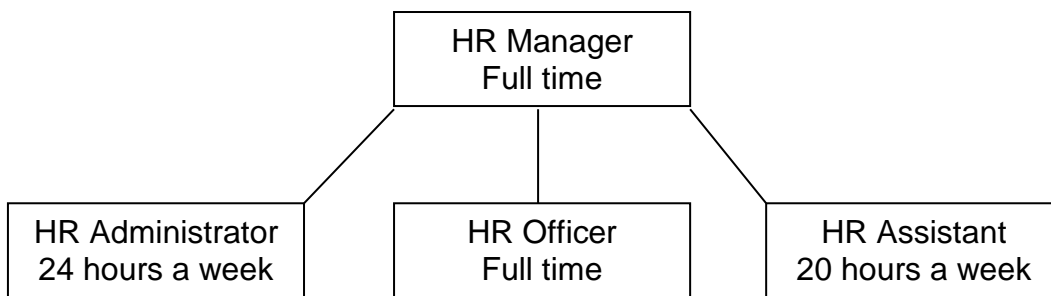 HR Manager
Full time
HR Administrator
24 hours a week
HR Officer
Full time
HR Assistant
20 hours a week